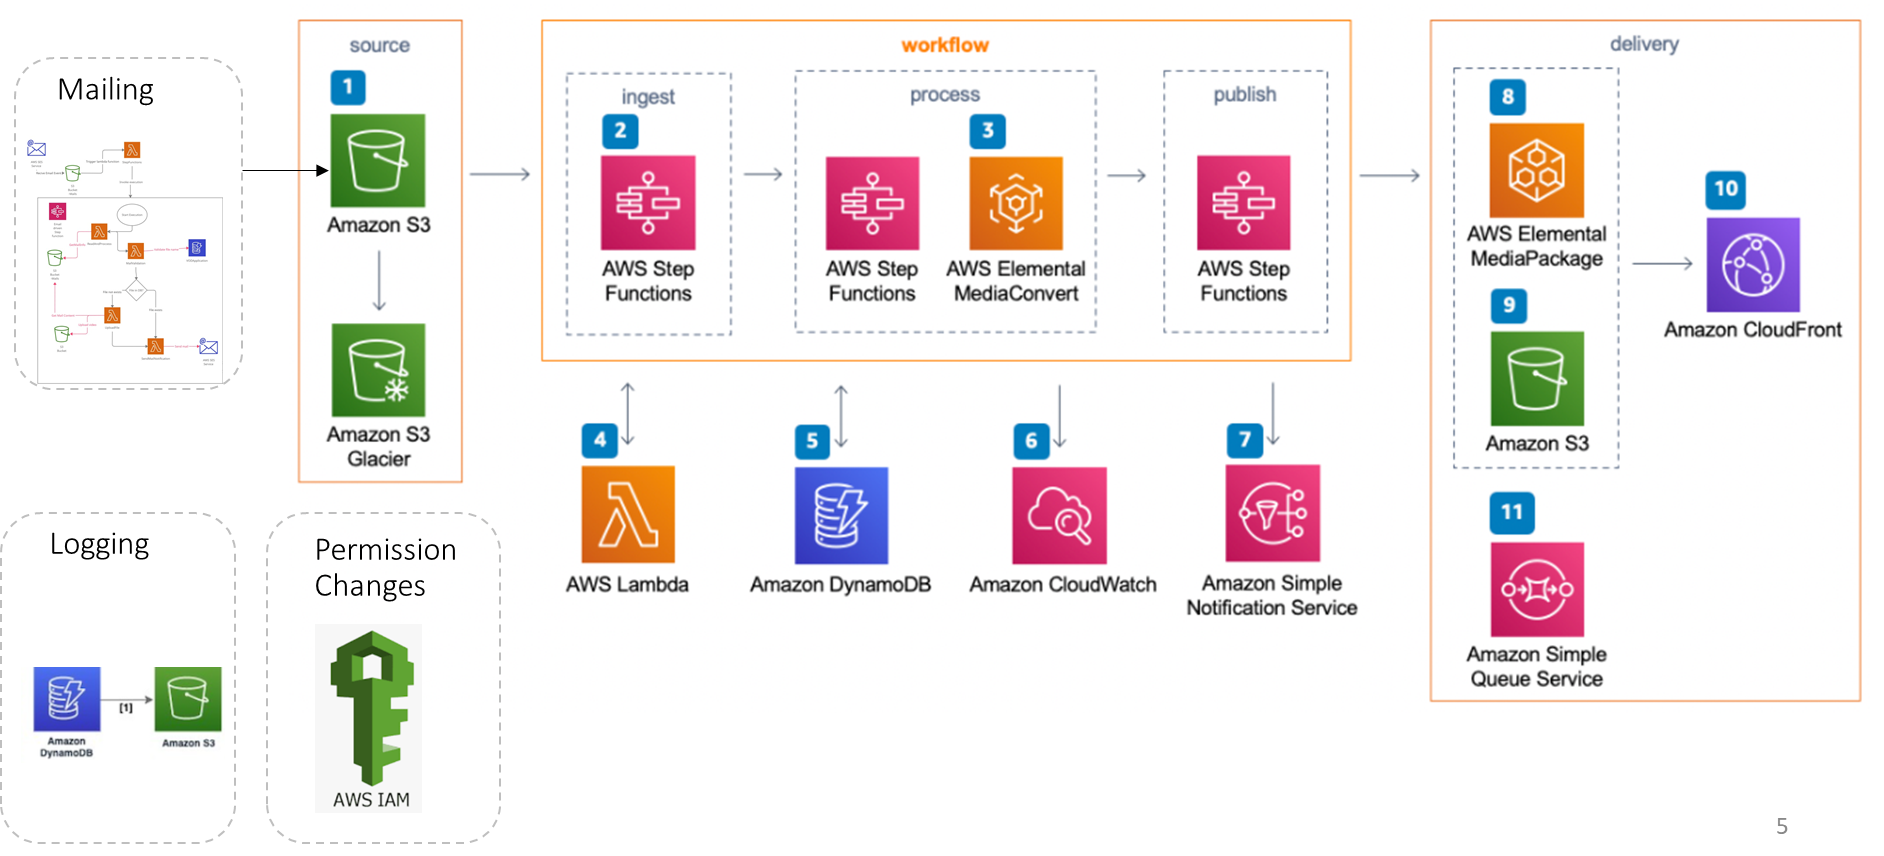 Mailing
source
1
Amazon S3
Amazon S3
Glacier
workflow
ingest
2
AWS Step
Functions
process
3
AWS Step
Functions
AWS Elemental
MediaConvert
publish
AWS Step
Functions
4
AWS Lambda
5
Amazon DynamoDB
6
Amazon CloudWatch
7
Amazon Simple
Notification Service
delivery
8
AWS Elemental
MediaPackage
9
Amazon S3
10
Amazon CloudFront
11
Amazon Simple
Queue Service
Logging
Amazon
DynamoDB
[1]
Amazon S3
Permission
Changes
AWS IAM
5